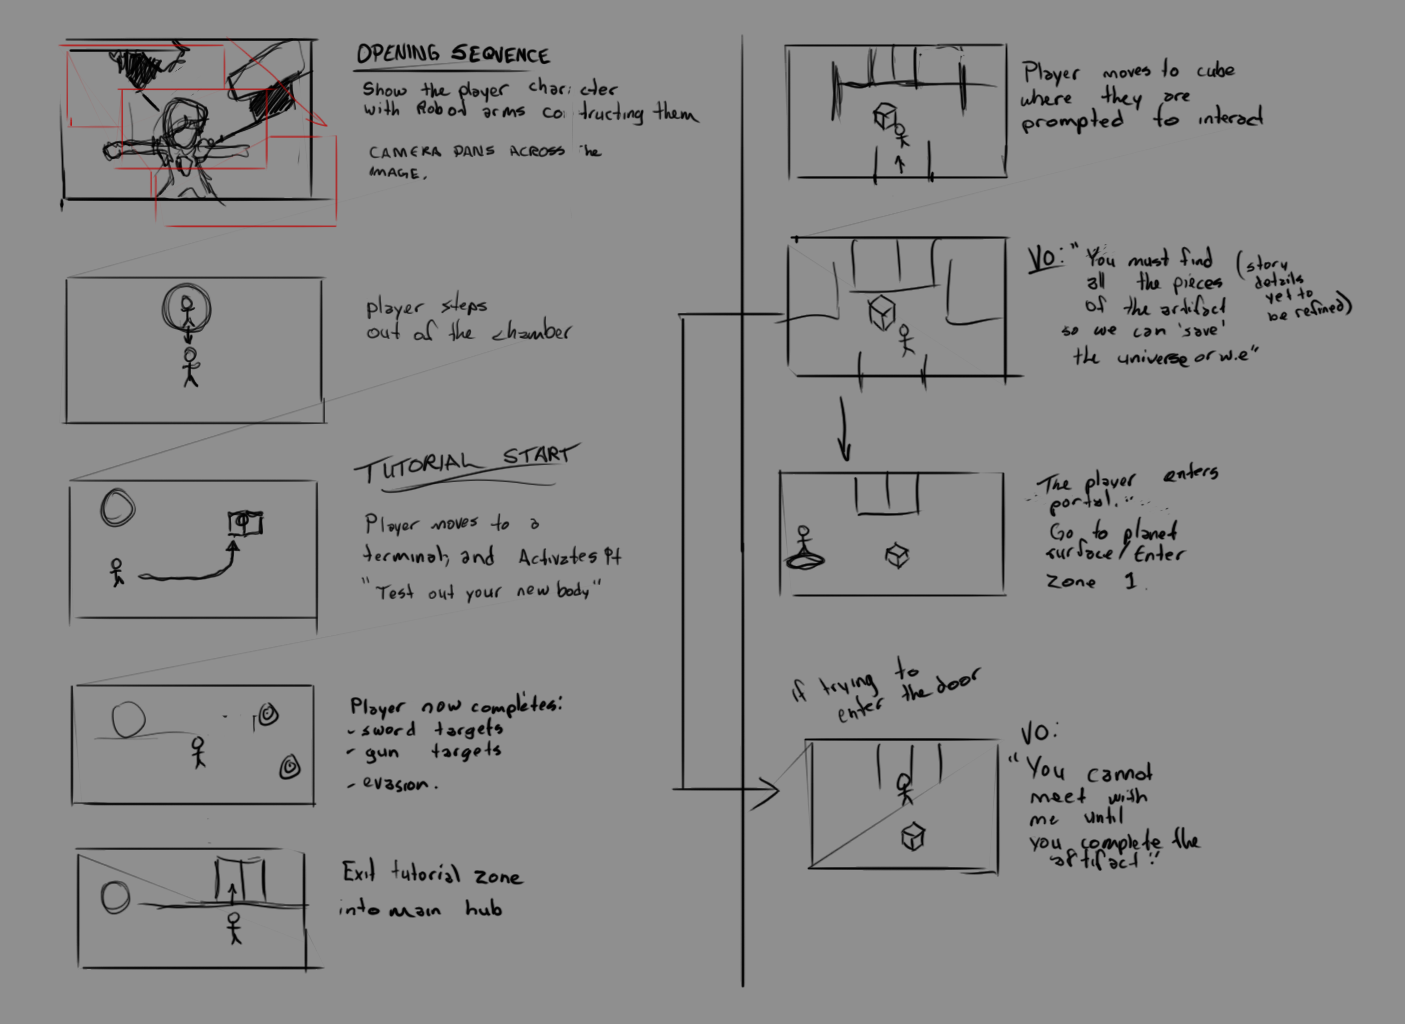 OPENING SEQUENCE
Show the player character
with Robot arms constructing them
CAMERA PANS ACROSS the
IMAGE.
player steps
out of the chamber
TUTORIAL START
Player moves to a
terminal, and Activates it
"Test out your new body"
Player now completes:
- sword targets
- gun targets
- evasion.
Exit tutorial zone
into main hub
Player moves to cube
where they are
prompted to interact
VO: "You must find
all the pieces
of the artifact
so we can 'save'
the universe or w.e"
(story
details
yet to
be refined)
The player enters
portal.
Go to planet
surface/Enter
zone 1.
if trying to
enter the door
VO:
"You cannot
meet with
me until
you complete the
artifact"